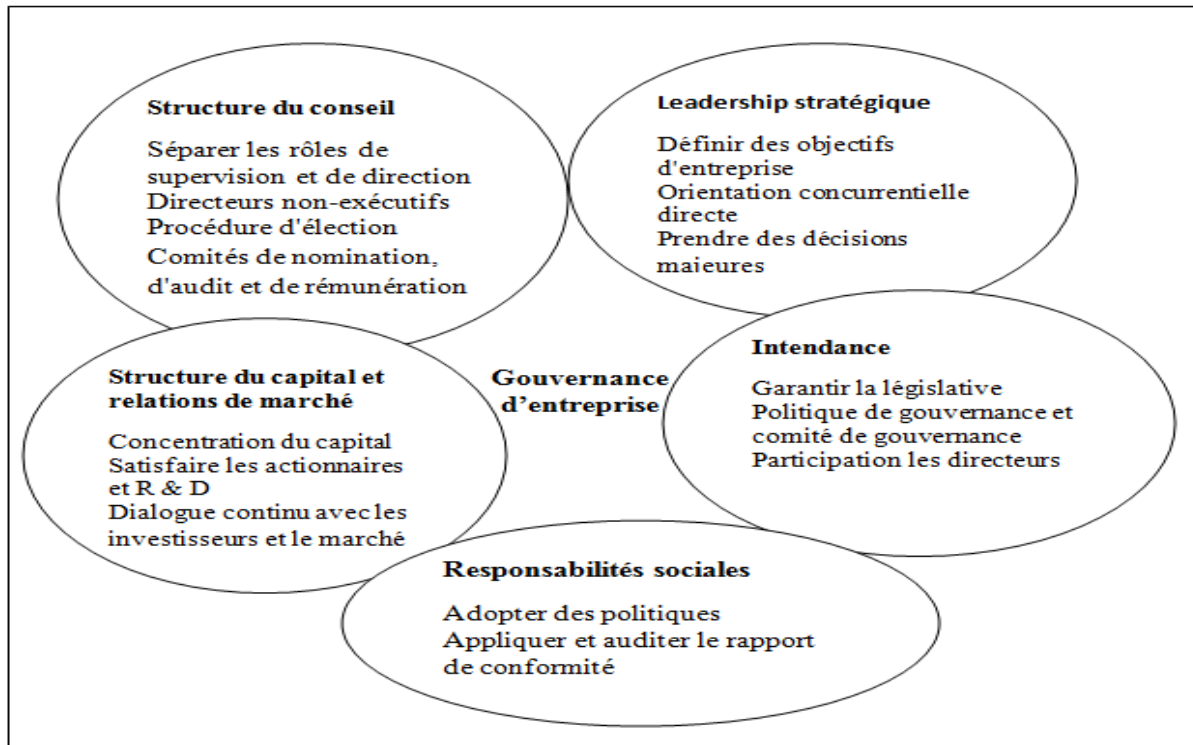 Structure du conseil
Séparer les rôles de
supervision et de direction
Directeurs non-exécutifs
Procédure d'élection
Comités de nomination,
d'audit et de rémunération
Leadership stratégique
Définir des objectifs
d'entreprise
Orientation concurrentielle
directe
Prendre des décisions
majeures
Structure du capital et
relations de marché
Concentration du capital
Satisfaire les actionnaires
et R & D
Dialogue continu avec les
investisseurs et le marché
Gouvernance
d’entreprise
Intendance
Garantir la législative
Politique de gouvernance et
comité de gouvernance
Participation les directeurs
Responsabilités sociales
Adopter des politiques
Appliquer et auditer le rapport
de conformité